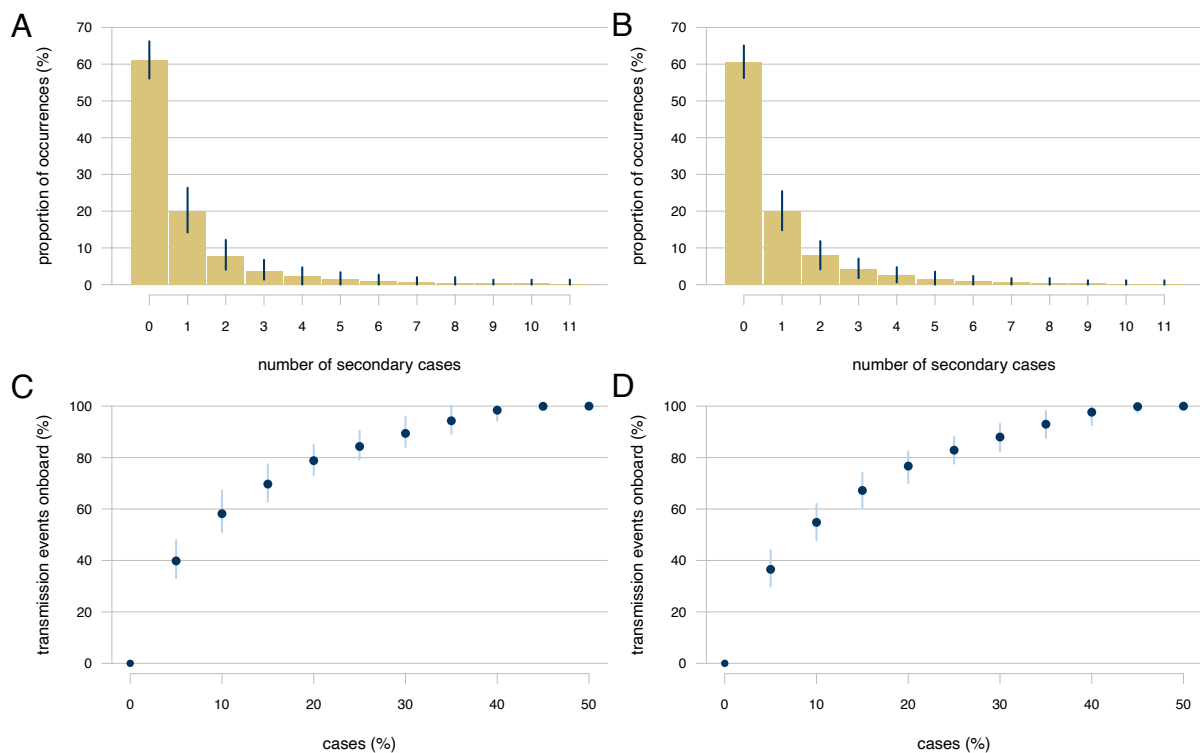 A
proportion of occurrences (%)
70
60
50
40
30
20
10
0
0 1 2 3 4 5 6 7 8 9 10 11
number of secondary cases
B
proportion of occurrences (%)
70
60
50
40
30
20
10
0
0 1 2 3 4 5 6 7 8 9 10 11
number of secondary cases
C
transmission events onboard (%)
100
80
60
40
20
0
0 10 20 30 40 50
cases (%)
D
transmission events onboard (%)
100
80
60
40
20
0
0 10 20 30 40 50
cases (%)